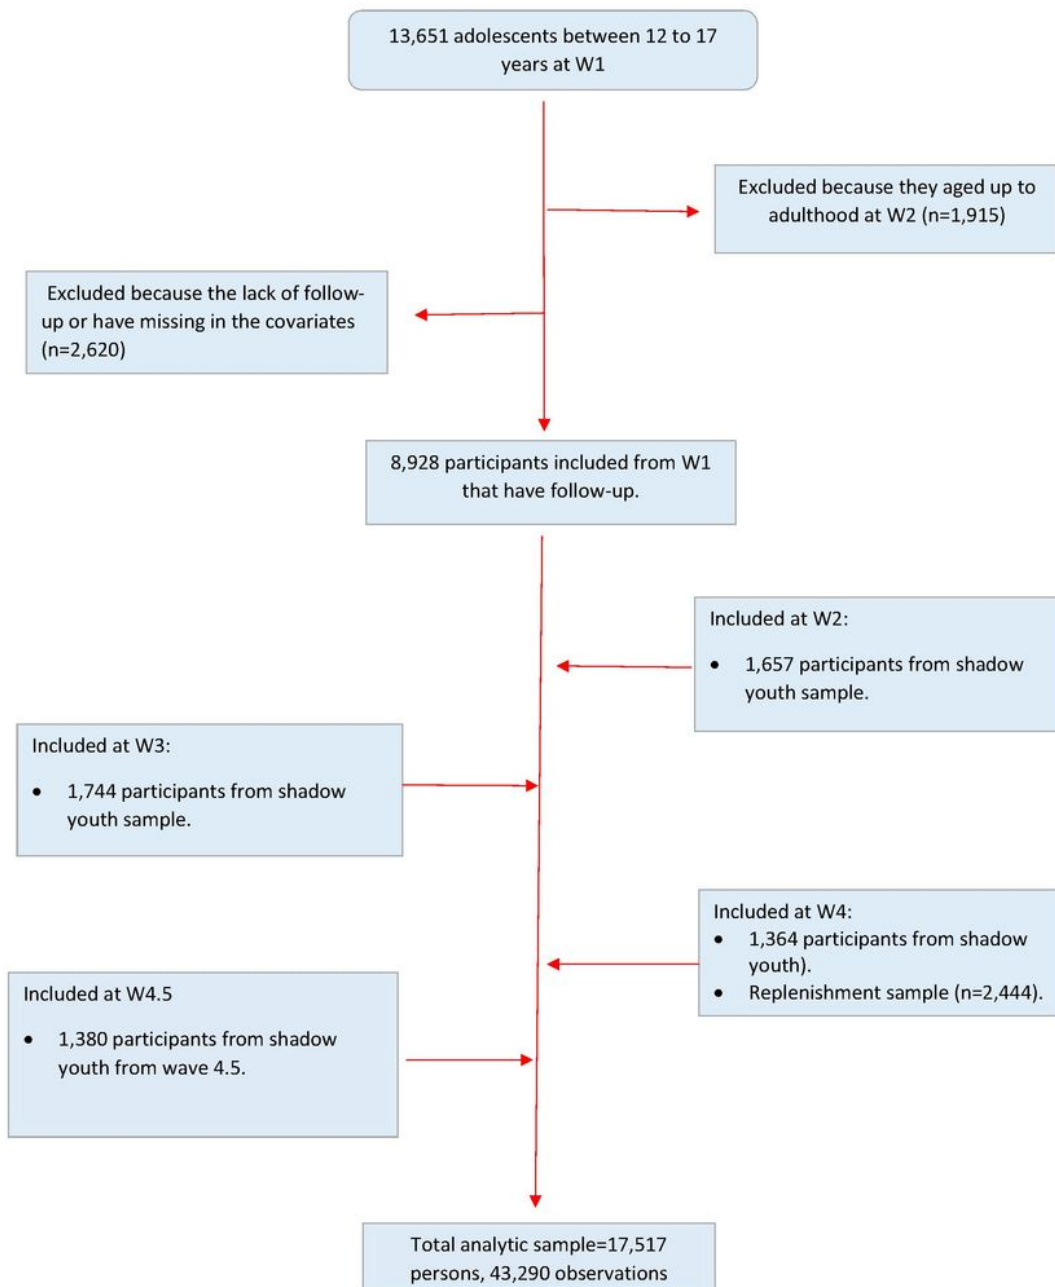 13,651 adolescents between 12 to 17
years at W1
Excluded because they aged up to
adulthood at W2 (n=1,915)
Excluded because the lack of follow-
up or have missing in the covariates
(n=2,620)
8,928 participants included from W1
that have follow-up.
Included at W2:
• 1,657 participants from shadow
youth sample.
Included at W3:
• 1,744 participants from shadow
youth sample.
Included at W4:
• 1,364 participants from shadow
youth).
• Replenishment sample (n=2,444).
Included at W4.5
• 1,380 participants from shadow
youth from wave 4.5.
Total analytic sample=17,517
persons, 43,290 observations